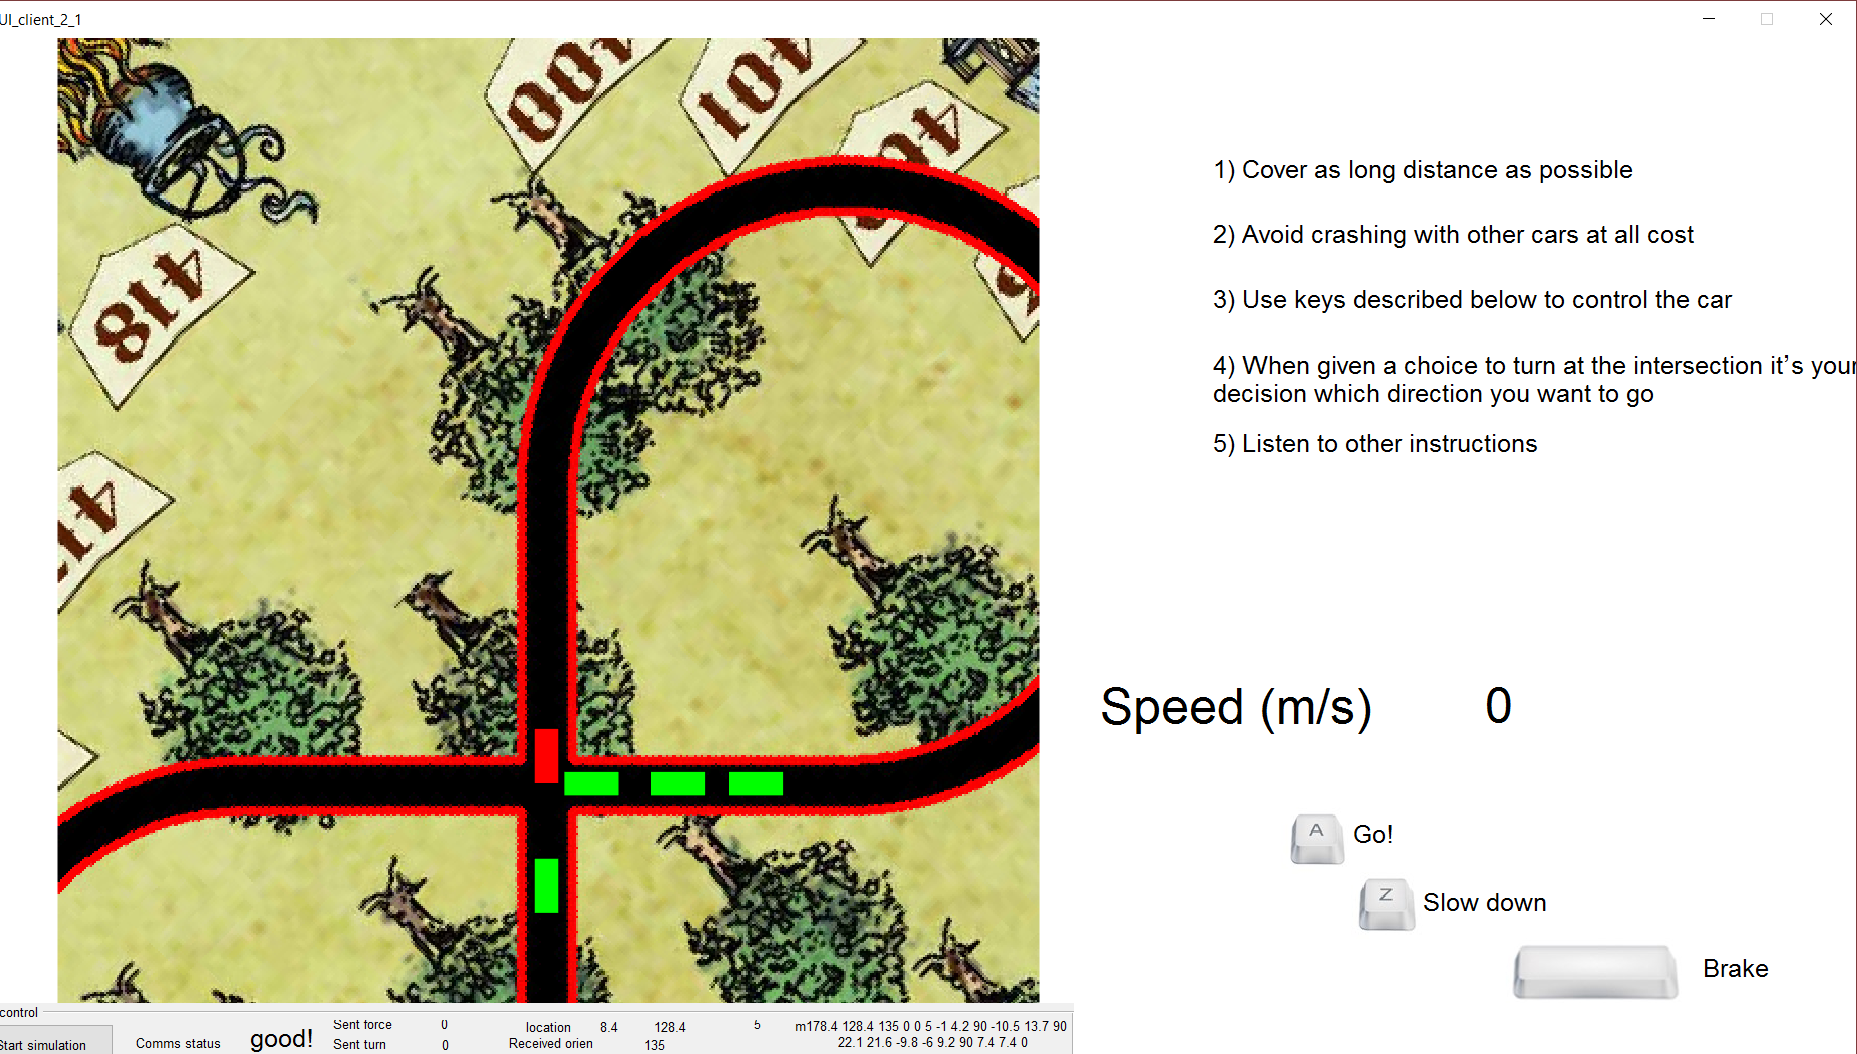 UI_client_2_1
400
401
418
1) Cover as long distance as possible
2) Avoid crashing with other cars at all cost
3) Use keys described below to control the car
4) When given a choice to turn at the intersection it's your
decision which direction you want to go
5) Listen to other instructions
Speed (m/s) 0
A Go!
Z Slow down
Brake
control
Start simulation
Comms status good!
Sent force 0
Sent turn 0
location 8.4 128.4 5
Received orien 135
m178.4 128.4 135 0 0 5 -1 4.2 90 -10.5 13.7 90
22.1 21.6 -9.8 -6 9.2 90 7.4 7.4 0